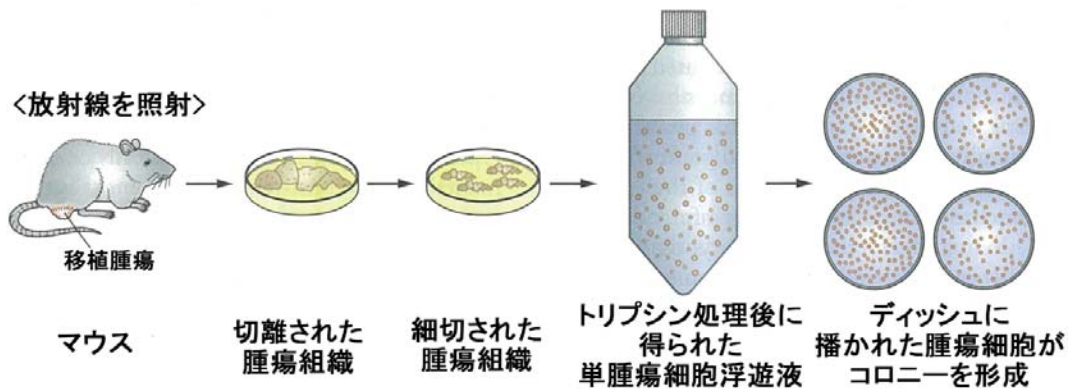 <放射線を照射>
移植腫瘍
マウス
切離された
腫瘍組織
細切された
腫瘍組織
トリプシン処理後に
得られた
単腫瘍細胞浮遊液
ディッシュに
播かれた腫瘍細胞が
コロニーを形成